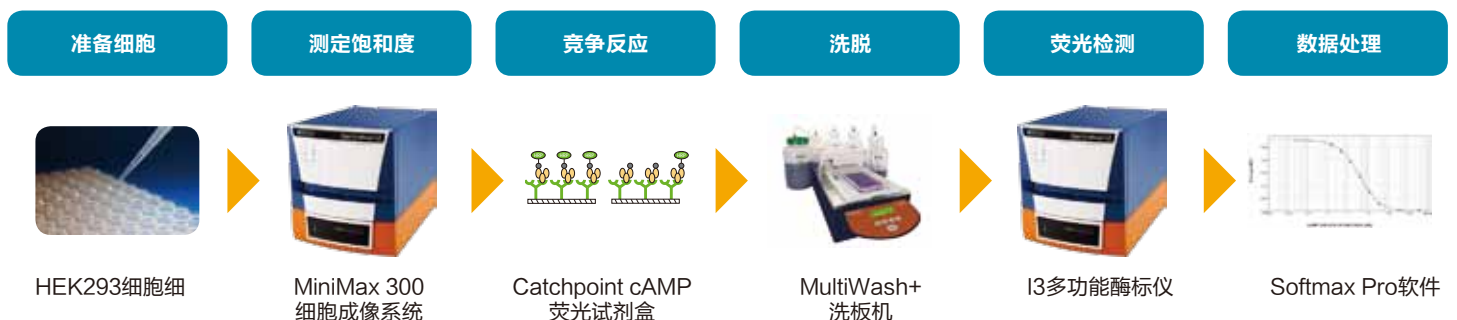 准备细胞
测定饱和度
竞争反应
洗脱
荧光检测
数据处理
HEK293细胞细
MiniMax 300
细胞成像系统
Catchpoint cAMP
荧光试剂盒
MultiWash+
洗板机
I3多功能酶标仪
Softmax Pro软件